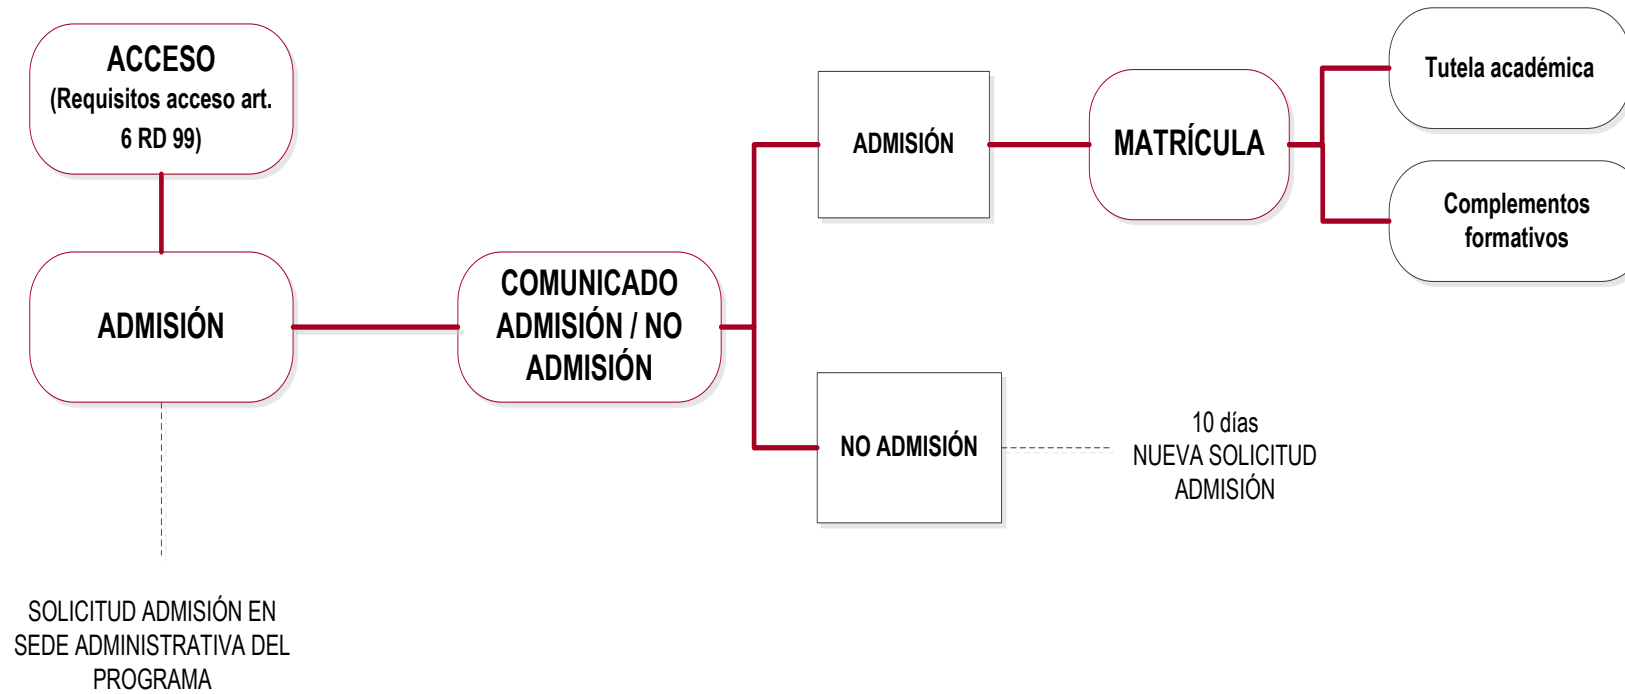 ACCESO
(Requisitos acceso art.
6 RD 99)
ADMISIÓN
SOLICITUD ADMISIÓN EN
SEDE ADMINISTRATIVA DEL
PROGRAMA
COMUNICADO
ADMISIÓN / NO
ADMISIÓN
ADMISIÓN
MATRÍCULA
Tutela académica
Complementos
formativos
NO ADMISIÓN
10 días
NUEVA SOLICITUD
ADMISIÓN